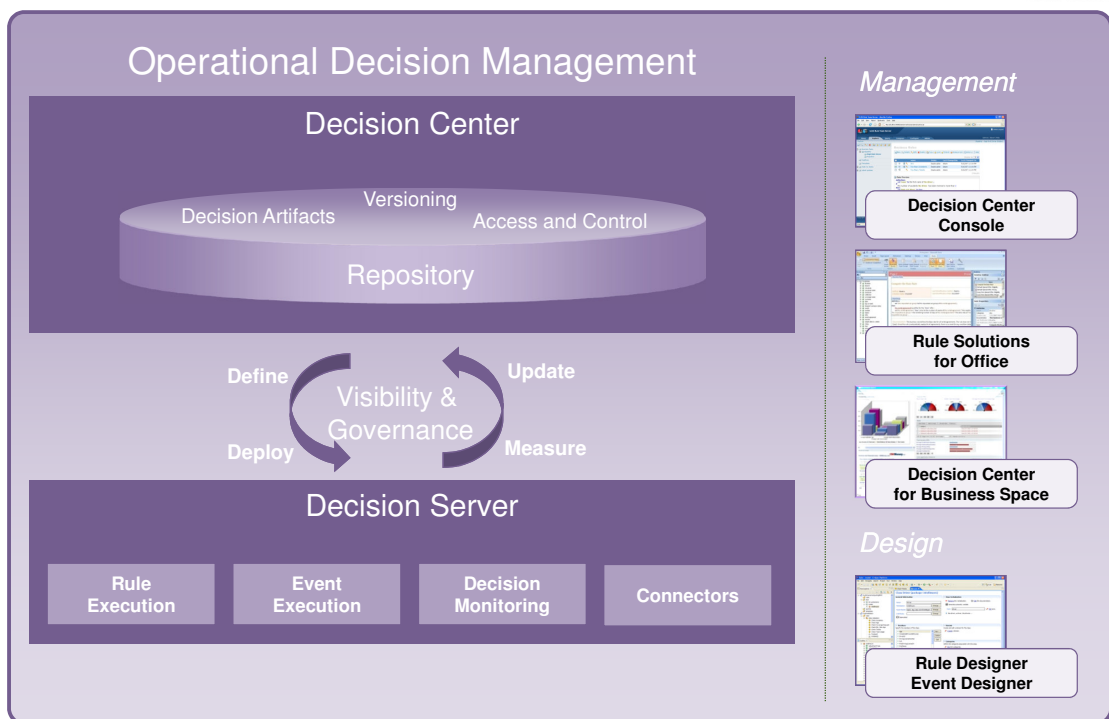 Operational Decision Management
Decision Center
Versioning
Decision Artifacts
Access and Control
Repository
Define
Update
Visibility &
Governance
Deploy
Measure
Decision Server
Rule
Execution
Event
Execution
Decision
Monitoring
Connectors
Management
Decision Center
Console
Rule Solutions
for Office
Decision Center
for Business Space
Design
Rule Designer
Event Designer